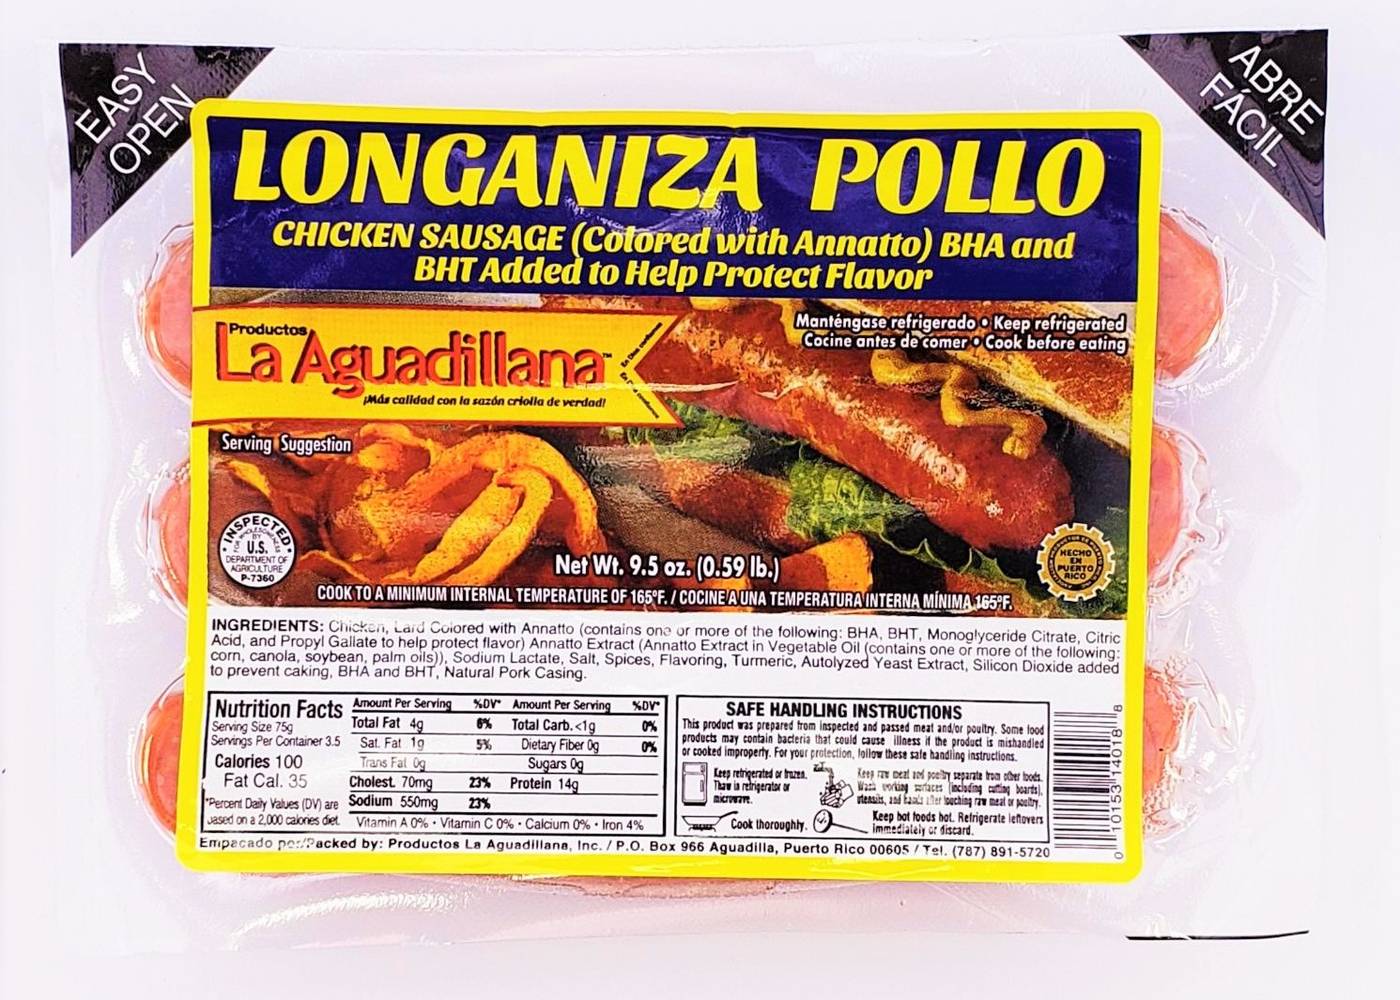 EASY
OPEN
ABRE
FÁCIL
LONGANIZA POLLO
CHICKEN SAUSAGE (Colored with Annatto) BHA and
BHT Added to Help Protect Flavor
Productos
La Aguadillana™
¡Más calidad con la sazón criolla de verdad!
Manténgase refrigerado • Keep refrigerated
Cocine antes de comer • Cook before eating
Serving Suggestion
INSPECTED
FOR WHOLESOMENESS
BY
U.S.
DEPARTMENT OF
AGRICULTURE
P-7360
HECHO
EN
PUERTO
RICO
Net Wt. 9.5 oz. (0.59 lb.)
COOK TO A MINIMUM INTERNAL TEMPERATURE OF 165°F. / COCINE A UNA TEMPERATURA INTERNA MÍNIMA 165°F.
INGREDIENTS: Chicken, Lard Colored with Annatto (contains one or more of the following: BHA, BHT, Monoglyceride Citrate, Citric
Acid, and Propyl Gallate to help protect flavor) Annatto Extract (Annatto Extract in Vegetable Oil (contains one or more of the following:
corn, canola, soybean, palm oils)), Sodium Lactate, Salt, Spices, Flavoring, Turmeric, Autolyzed Yeast Extract, Silicon Dioxide added
to prevent caking, BHA and BHT, Natural Pork Casing.
Nutrition Facts
Serving Size 75g
Servings Per Container 3.5
Calories 100
Fat Cal. 35
*Percent Daily Values (DV) are
based on a 2,000 calories diet.
Amount Per Serving %DV* Amount Per Serving %DV*
Total Fat 4g 6% Total Carb.<1g 0%
Sat. Fat 1g 5% Dietary Fiber 0g 0%
Trans Fat 0g Sugars 0g
Cholest. 70mg 23% Protein 14g
Sodium 550mg 23%
Vitamin A 0% • Vitamin C 0% • Calcium 0% • Iron 4%
SAFE HANDLING INSTRUCTIONS
This product was prepared from inspected and passed meat and/or poultry. Some food
products may contain bacteria that could cause illness if the product is mishandled
or cooked improperly. For your protection, follow these safe handling instructions.
Keep refrigerated or frozen.
Thaw in refrigerator or
microwave.
Keep raw meat and poultry separate from other foods.
Wash working surfaces (including cutting boards),
utensils, and hands after touching raw meat or poultry.
Cook thoroughly.
Keep hot foods hot. Refrigerate leftovers
immediately or discard.
0 10153 14018 8
Empacado por/Packed by: Productos La Aguadillana, Inc. / P.O. Box 966 Aguadilla, Puerto Rico 00605 / Tel. (787) 891-5720